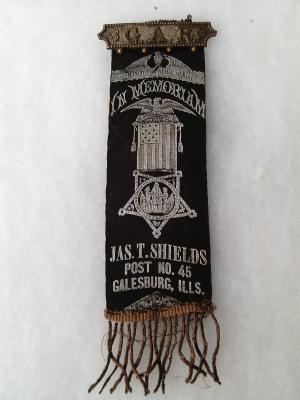 G.A.R.
IN MEMORIAM
JAS. T. SHIELDS
POST NO. 45
GALESBURG, ILLS.